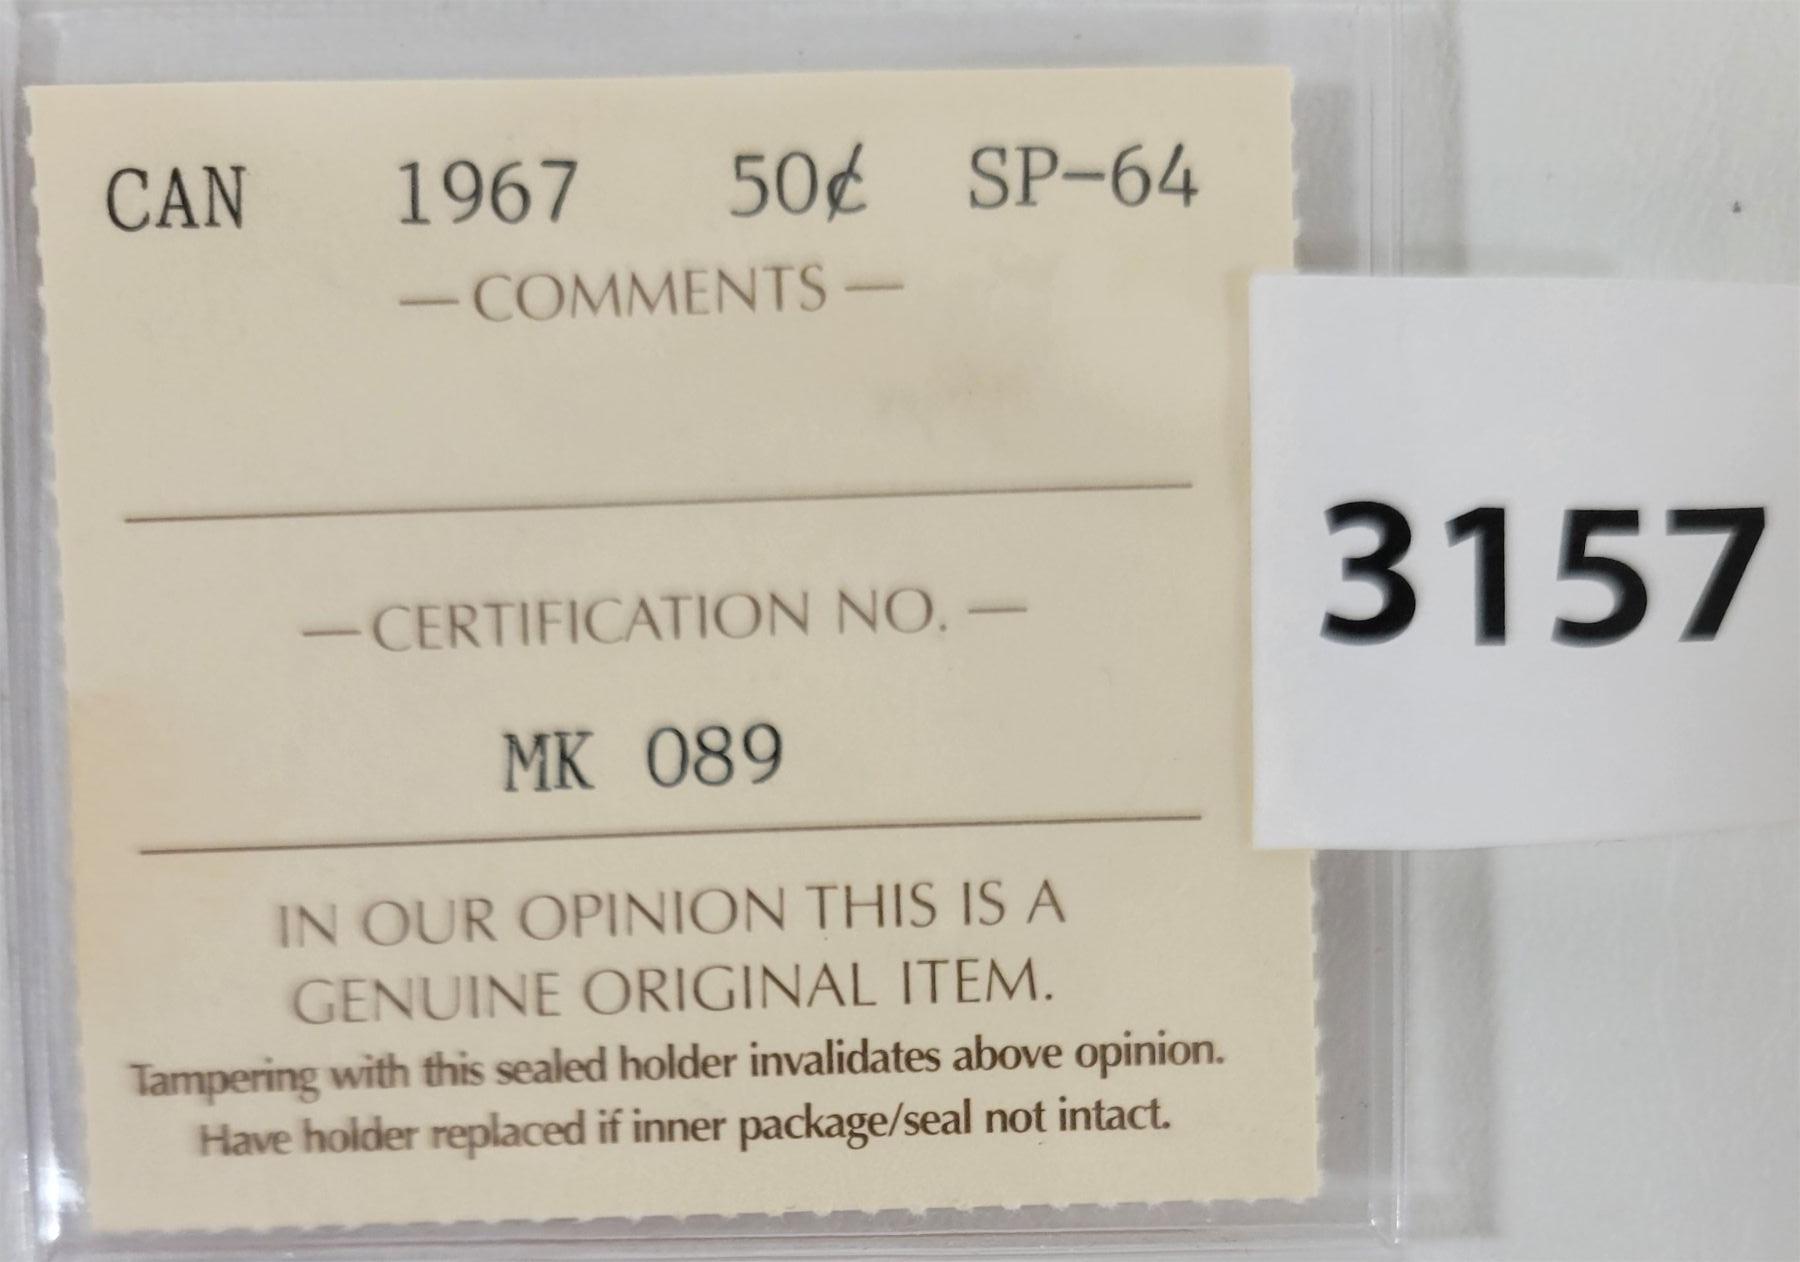 CAN 1967 50¢ SP-64
— COMMENTS —
3157
— CERTIFICATION NO. —
MK 089
IN OUR OPINION THIS IS A
GENUINE ORIGINAL ITEM.
Tampering with this sealed holder invalidates above opinion.
Have holder replaced if inner package/seal not intact.